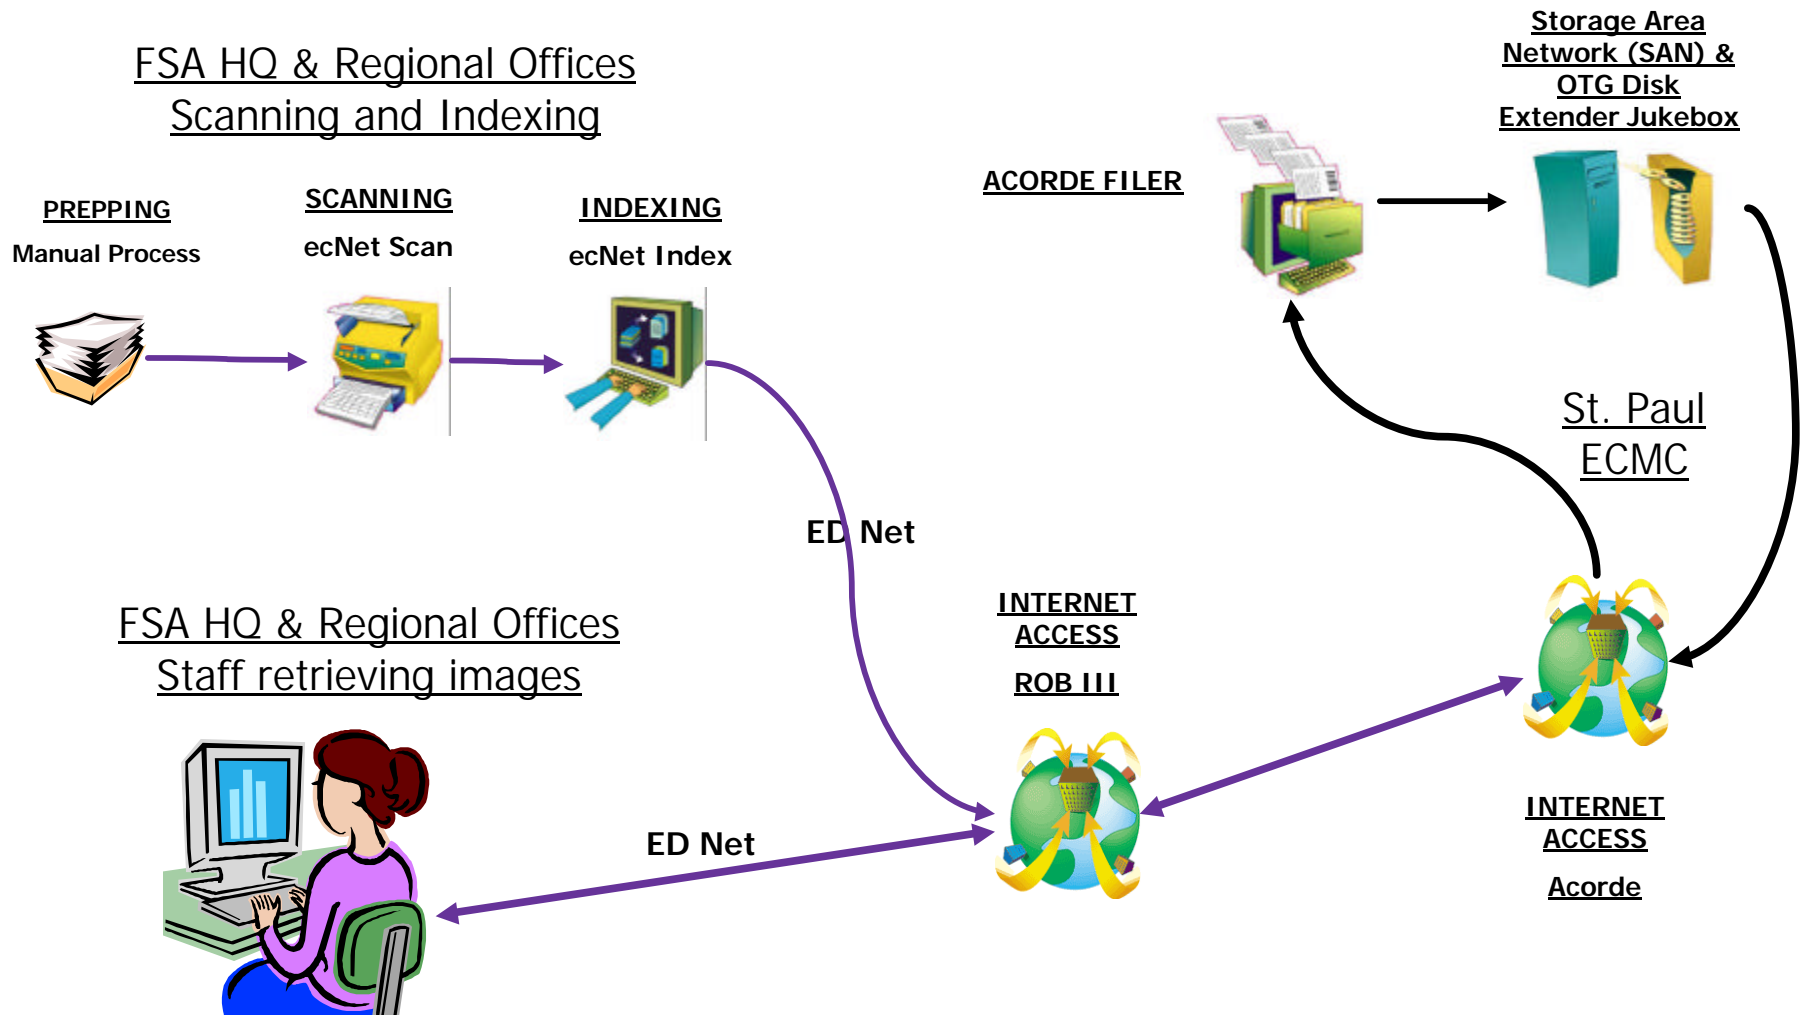 FSA HQ & Regional Offices
Scanning and Indexing
PREPPING
Manual Process
SCANNING
ecNet Scan
INDEXING
ecNet Index
ACORDE FILER
Storage Area
Network (SAN) &
OTG Disk
Extender Jukebox
St. Paul
ECMC
ED Net
FSA HQ & Regional Offices
Staff retrieving images
INTERNET
ACCESS
ROB III
ED Net
INTERNET
ACCESS
Acorde